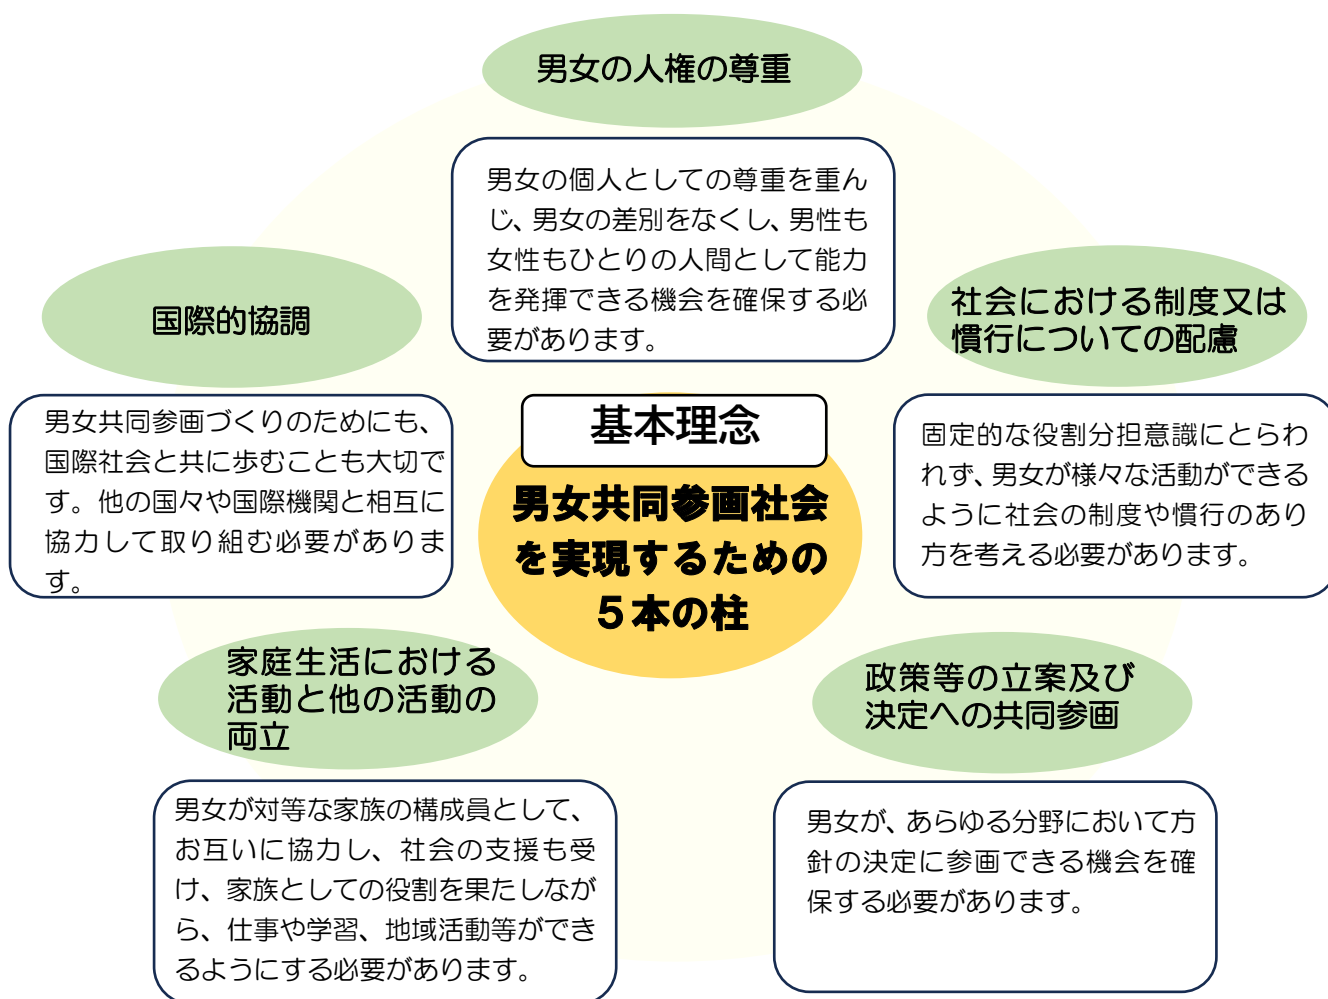 男女の人権の尊重
男女の個人としての尊重を重ん
じ、男女の差別をなくし、男性も
女性もひとりの人間として能力
を発揮できる機会を確保する必
要があります。
国際的協調
男女共同参画づくりのためにも、
国際社会と共に歩むことも大切で
す。他の国々や国際機関と相互に
協力して取り組む必要がありま
す。
社会における制度又は
慣行についての配慮
固定的な役割分担意識にとらわ
れず、男女が様々な活動ができる
ように社会の制度や慣行のあり
方を考える必要があります。
基本理念
男女共同参画社会
を実現するための
５本の柱
家庭生活における
活動と他の活動の
両立
男女が対等な家族の構成員として、
お互いに協力し、社会の支援も受
け、家族としての役割を果たしなが
ら、仕事や学習、地域活動等ができ
るようにする必要があります。
政策等の立案及び
決定への共同参画
男女が、あらゆる分野において方
針の決定に参画できる機会を確
保する必要があります。